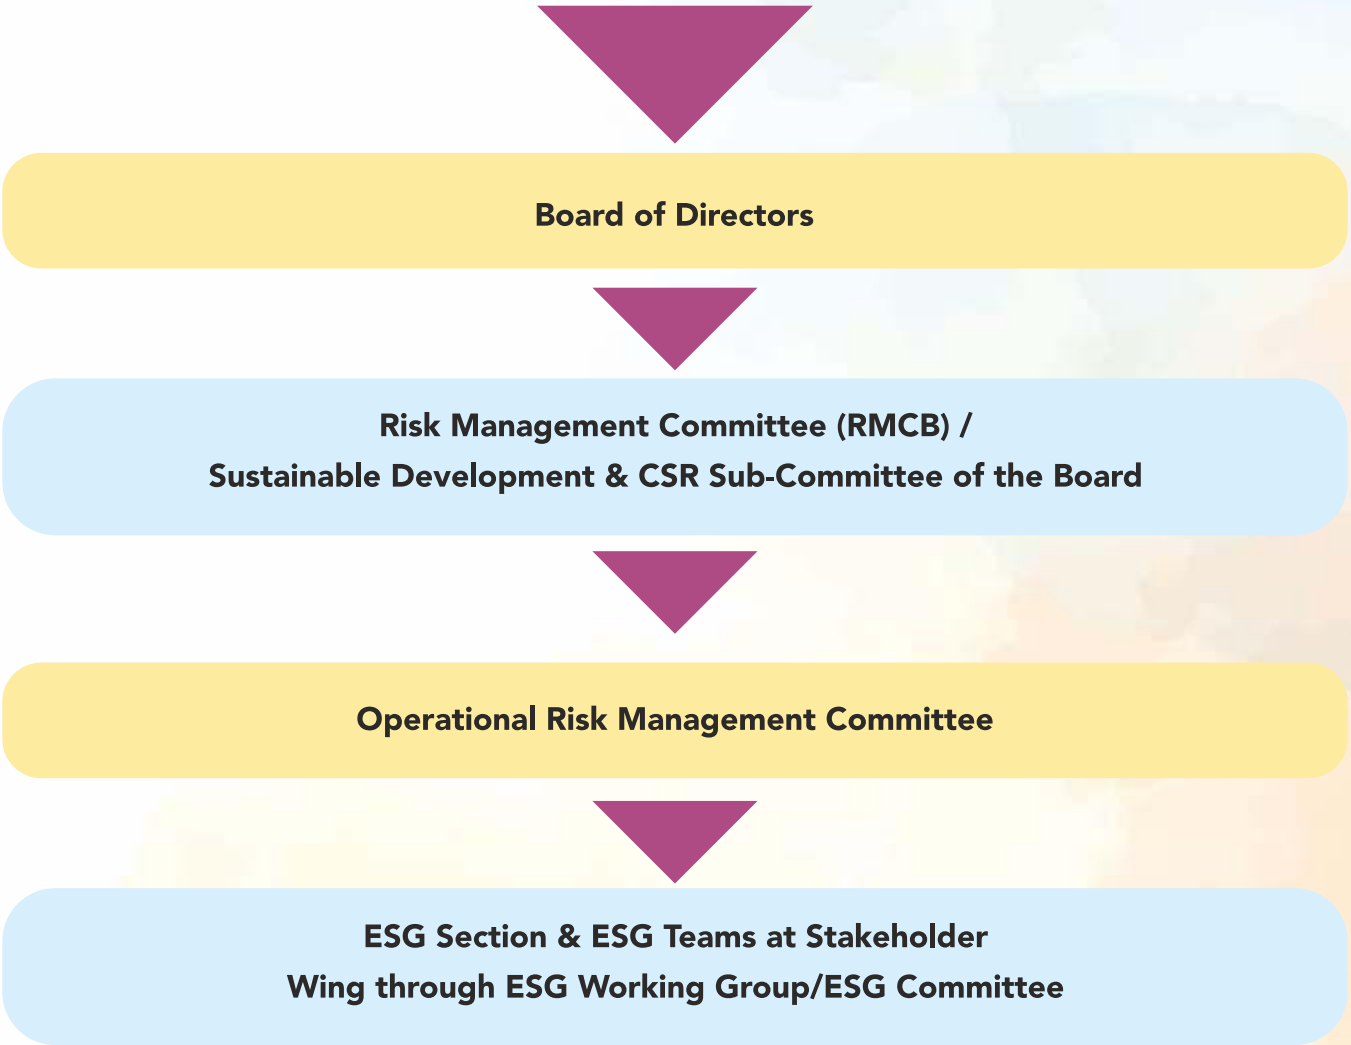 Board of Directors
Risk Management Committee (RMCB) /
Sustainable Development & CSR Sub-Committee of the Board
Operational Risk Management Committee
ESG Section & ESG Teams at Stakeholder
Wing through ESG Working Group/ESG Committee